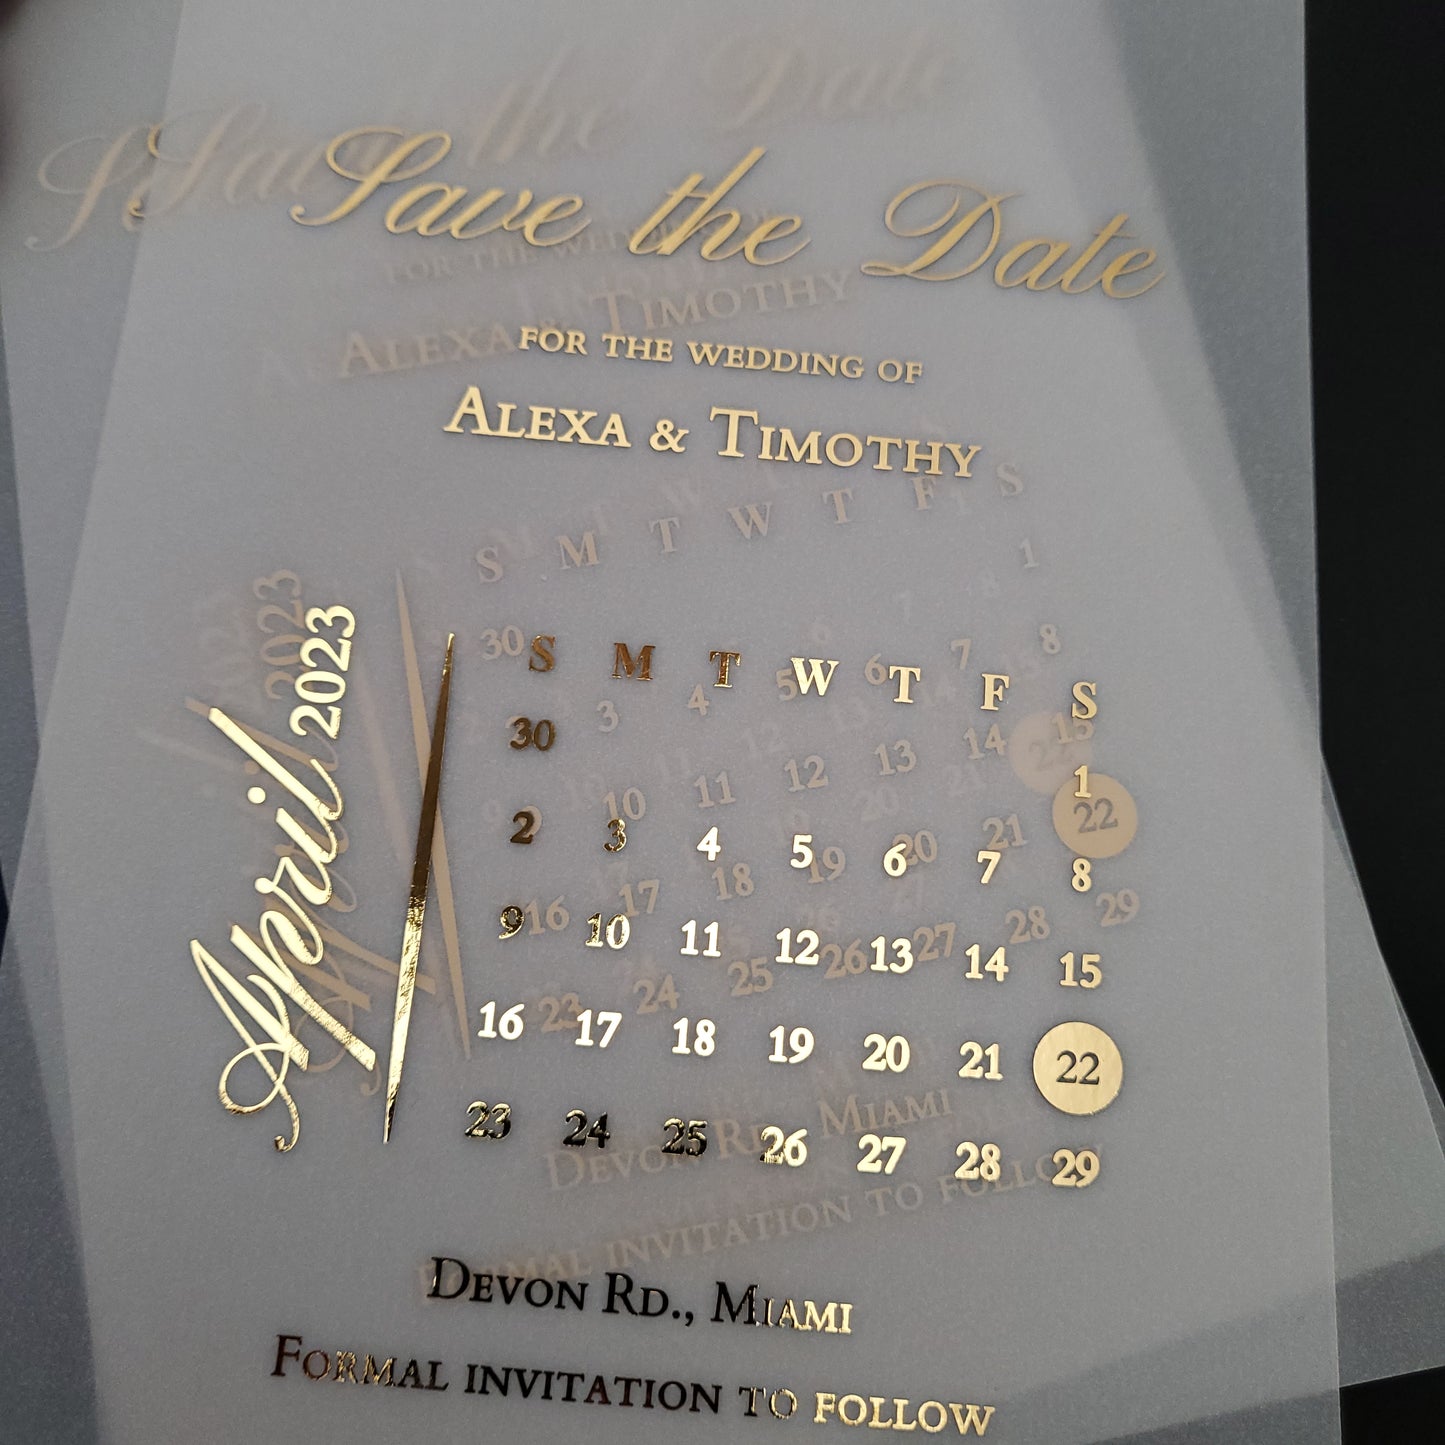 Save the Date
FOR THE WEDDING OF
ALEXA & TIMOTHY
April 2023
S M T W T F S
30 1
2 3 4 5 6 7 8
9 10 11 12 13 14 15
16 17 18 19 20 21 22
23 24 25 26 27 28 29
DEVON RD., MIAMI
FORMAL INVITATION TO FOLLOW